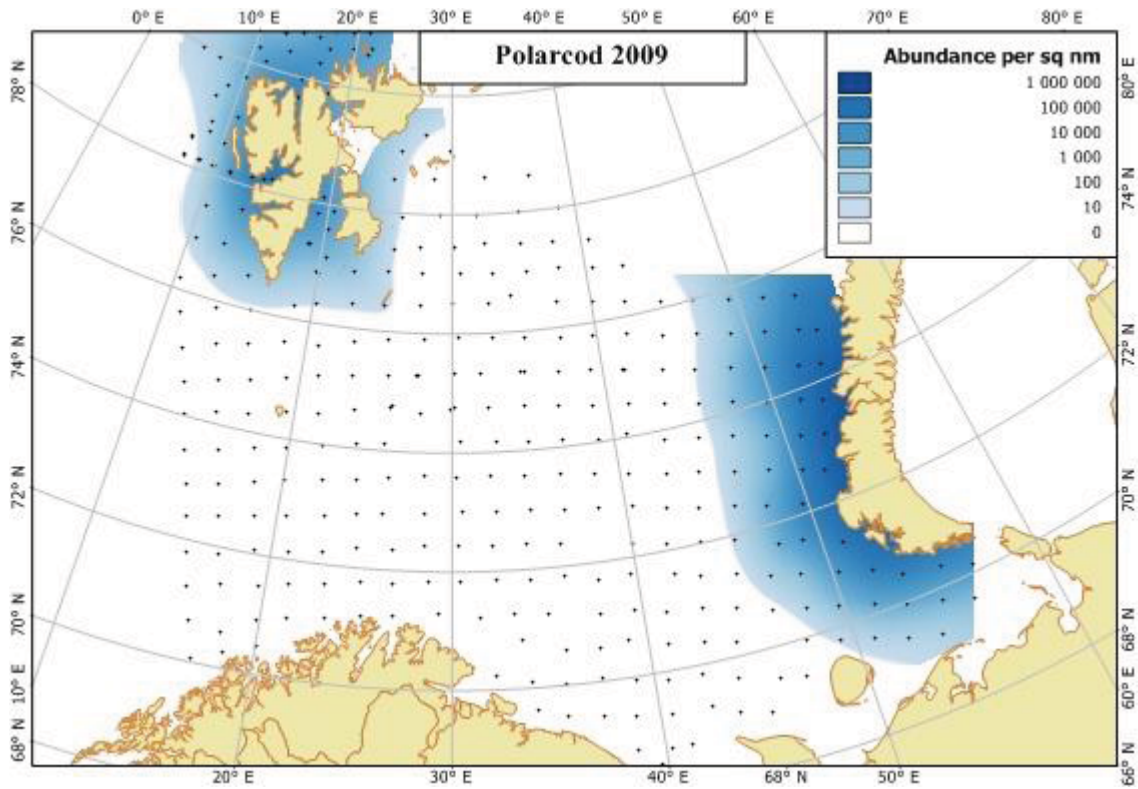 0° E 10° E 20° E 30° E 40° E 50° E 60° E 70° E 80° E
Polarcod 2009
Abundance per sq nm
1 000 000
100 000
10 000
1 000
100
10
0
78° N
76° N
74° N
72° N
70° N
10° E
68° N
80° E
74° N
72° N
70° N
68° N
60° E
66° N
20° E 30° E 40° E 68° N 50° E